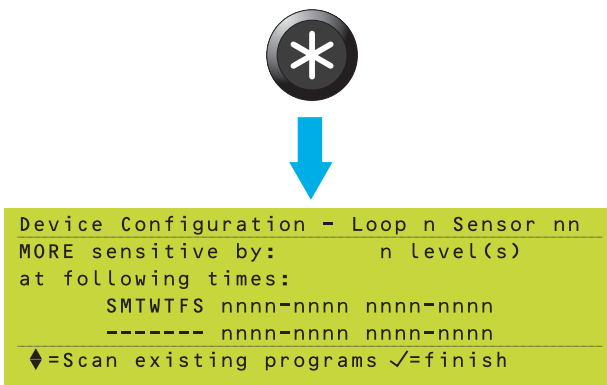 Device Configuration - Loop n Sensor nn
MORE sensitive by: n level(s)
at following times:
SMTWTFS nnnn-nnnn nnnn-nnnn
------- nnnn-nnnn nnnn-nnnn
♦=Scan existing programs ✓=finish